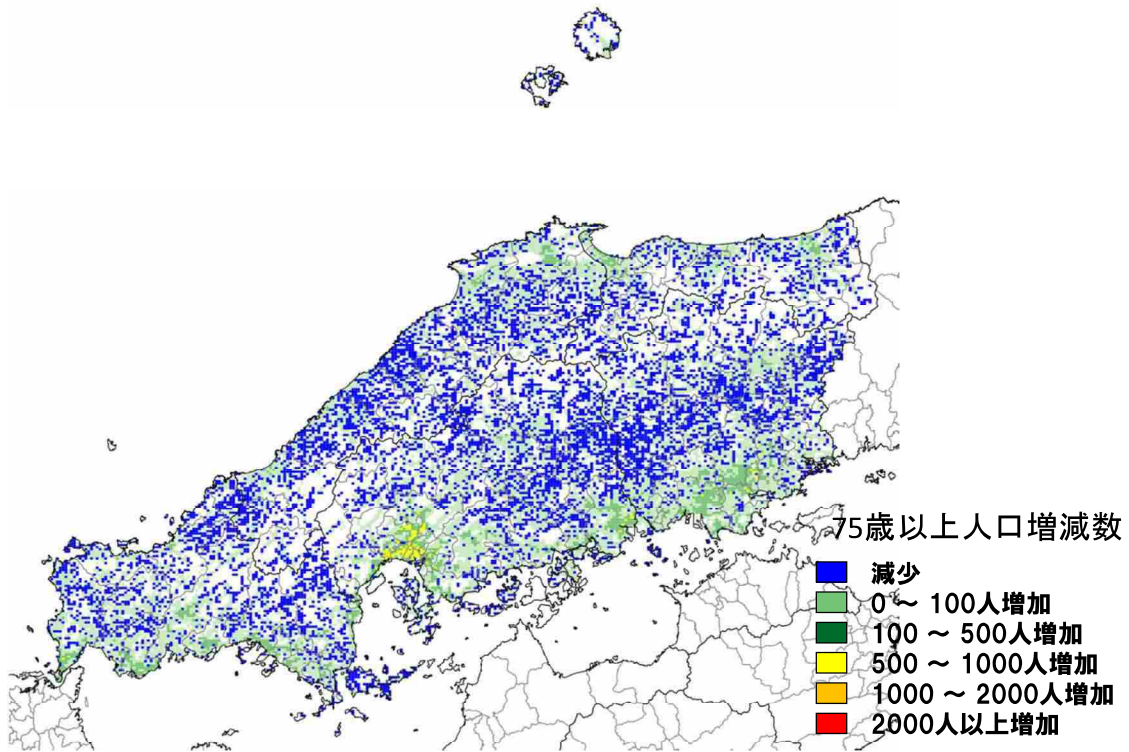 75歳以上人口増減数
減少
0 ～ 100人増加
100 ～ 500人増加
500 ～ 1000人増加
1000 ～ 2000人増加
2000人以上増加